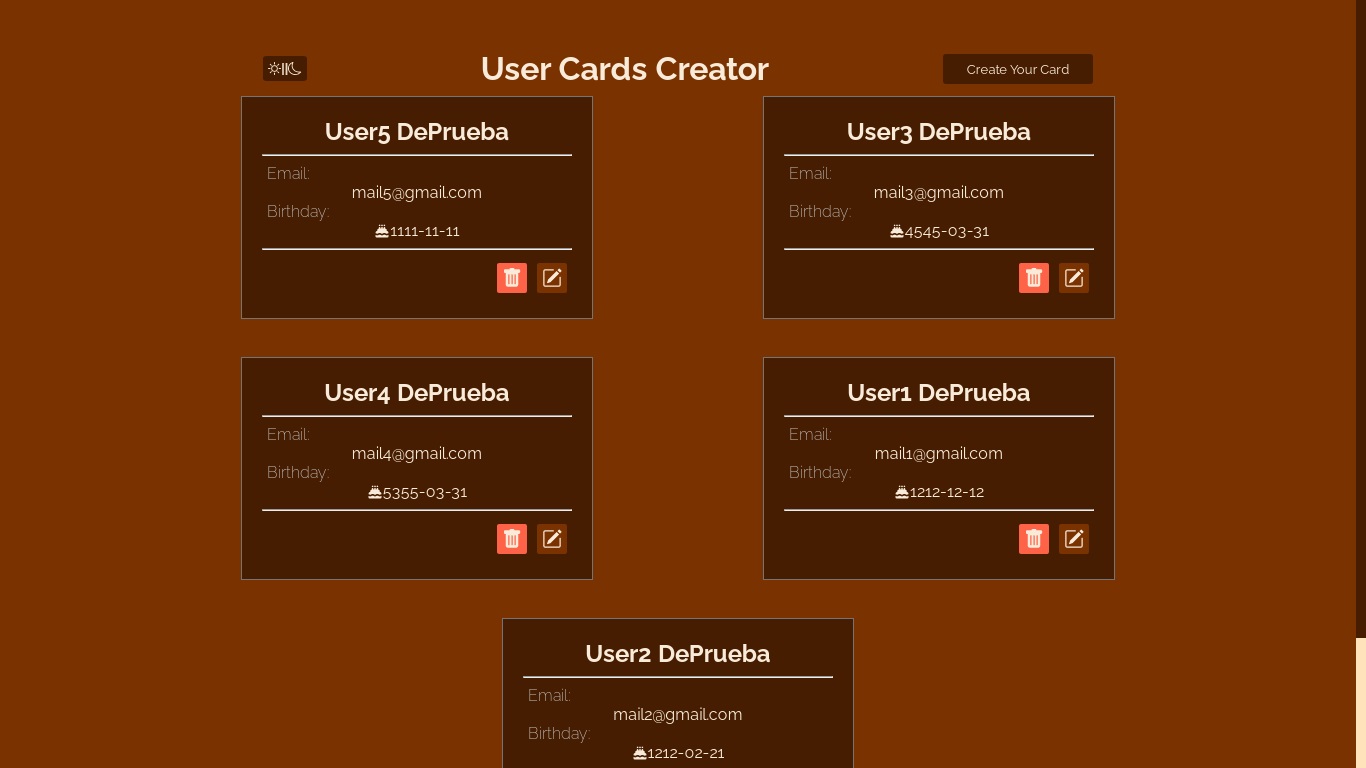 User Cards Creator
Create Your Card
User5 DePrueba
Email:
mail5@gmail.com
Birthday:
1111-11-11
User3 DePrueba
Email:
mail3@gmail.com
Birthday:
4545-03-31
User4 DePrueba
Email:
mail4@gmail.com
Birthday:
5355-03-31
User1 DePrueba
Email:
mail1@gmail.com
Birthday:
1212-12-12
User2 DePrueba
Email:
mail2@gmail.com
Birthday:
1212-02-21